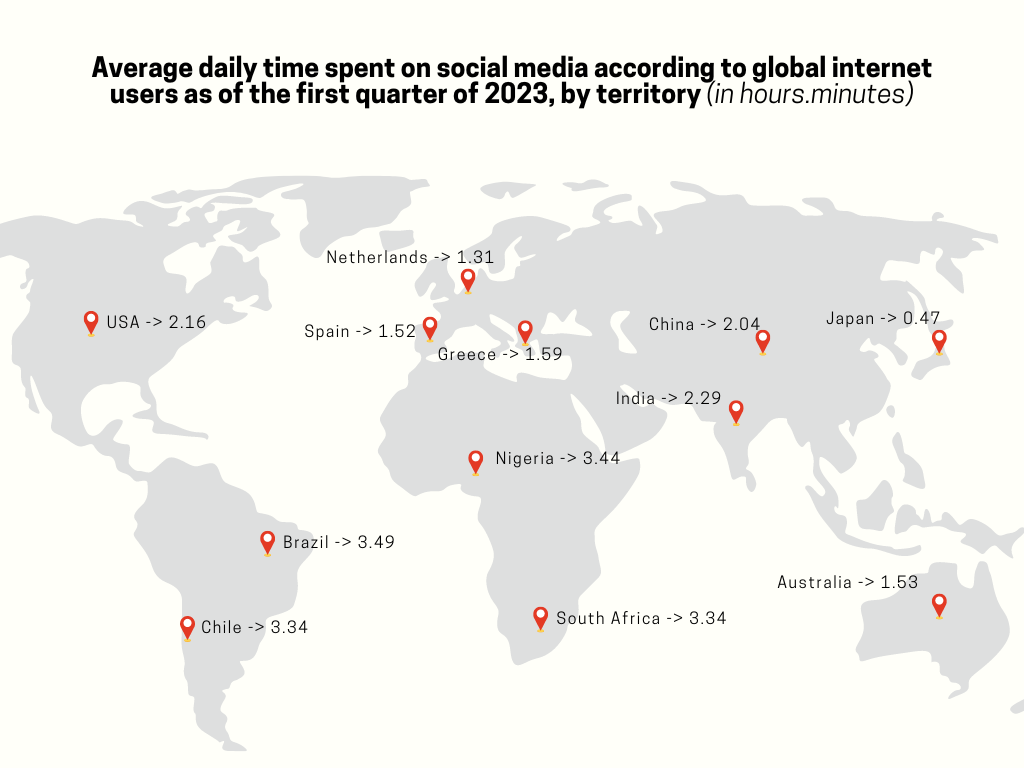 Average daily time spent on social media according to global internet
users as of the first quarter of 2023, by territory (in hours.minutes)
Netherlands -> 1.31
USA -> 2.16
Spain -> 1.52
Greece -> 1.59
China -> 2.04
Japan -> 0.47
India -> 2.29
Nigeria -> 3.44
Brazil -> 3.49
Australia -> 1.53
Chile -> 3.34
South Africa -> 3.34